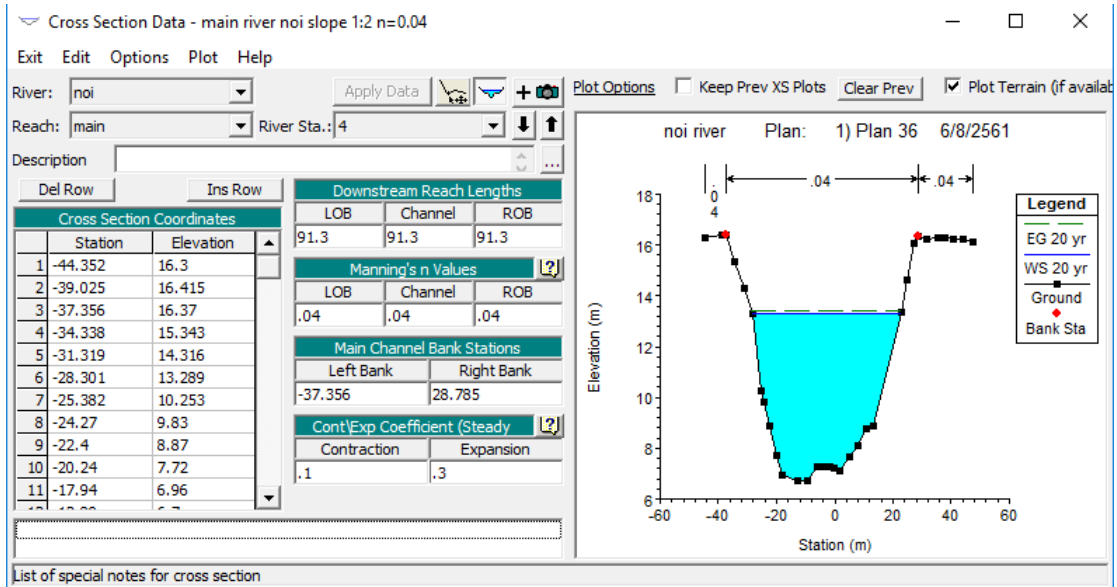 Cross Section Data - main river noi slope 1:2 n=0.04
Exit Edit Options Plot Help
River: noi Apply Data
Reach: main River Sta.: 4
Description ...
Del Row Ins Row
Cross Section Coordinates
Station Elevation
1 -44.352 16.3
2 -39.025 16.415
3 -37.356 16.37
4 -34.338 15.343
5 -31.319 14.316
6 -28.301 13.289
7 -25.382 10.253
8 -24.27 9.83
9 -22.4 8.87
10 -20.24 7.72
11 -17.94 6.96
Downstream Reach Lengths
LOB Channel ROB
91.3 91.3 91.3
Manning's n Values
LOB Channel ROB
.04 .04 .04
Main Channel Bank Stations
Left Bank Right Bank
-37.356 28.785
Cont\Exp Coefficient (Steady
Contraction Expansion
.1 .3
Plot Options Keep Prev XS Plots Clear Prev Plot Terrain (if availab
noi river Plan: 1) Plan 36 6/8/2561
.04 .04 .04
18
16
14
12
10
8
6
-60 -40 -20 0 20 40 60
Elevation (m)
Station (m)
Legend
EG 20 yr
WS 20 yr
Ground
Bank Sta
List of special notes for cross section